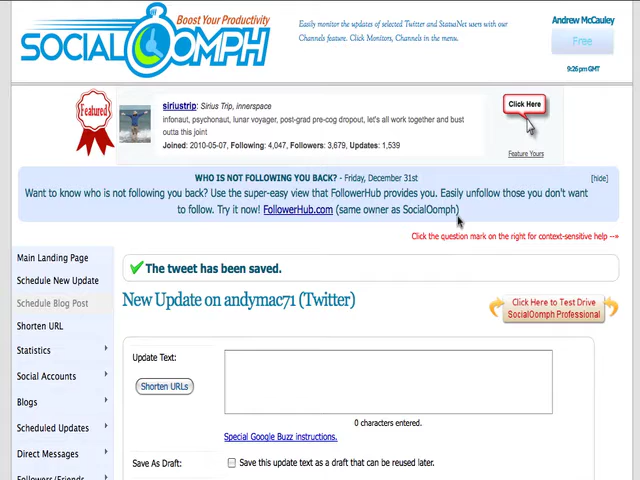 Boost Your Productivity
SOCIAL OOMPH
Easily monitor the updates of selected Twitter and StatusNet users with our
Channels feature. Click Monitors, Channels in the menu.
Andrew McCauley
Free
9:26 pm GMT
Featured
siriustrip: Sirius Trip, innerspace
infonaut, psychonaut, lunar voyager, post-grad pre-cog dropout, let's all work together and bust
outta this joint
Joined: 2010-05-07, Following: 4,047, Followers: 3,679, Updates: 1,539
Click Here
Feature Yours
WHO IS NOT FOLLOWING YOU BACK? - Friday, December 31st
[hide]
Want to know who is not following you back? Use the super-easy view that FollowerHub provides you. Easily unfollow those you don't want
to follow. Try it now! FollowerHub.com (same owner as SocialOomph)
Click the question mark on the right for context-sensitive help -->
Main Landing Page
Schedule New Update
Schedule Blog Post
Shorten URL
Statistics
Social Accounts
Blogs
Scheduled Updates
Direct Messages
Followers/Friends
The tweet has been saved.
New Update on andymac71 (Twitter)
Click Here to Test Drive
SocialOomph Professional
Update Text:
Shorten URLs
0 characters entered.
Special Google Buzz instructions.
Save As Draft:
Save this update text as a draft that can be reused later.